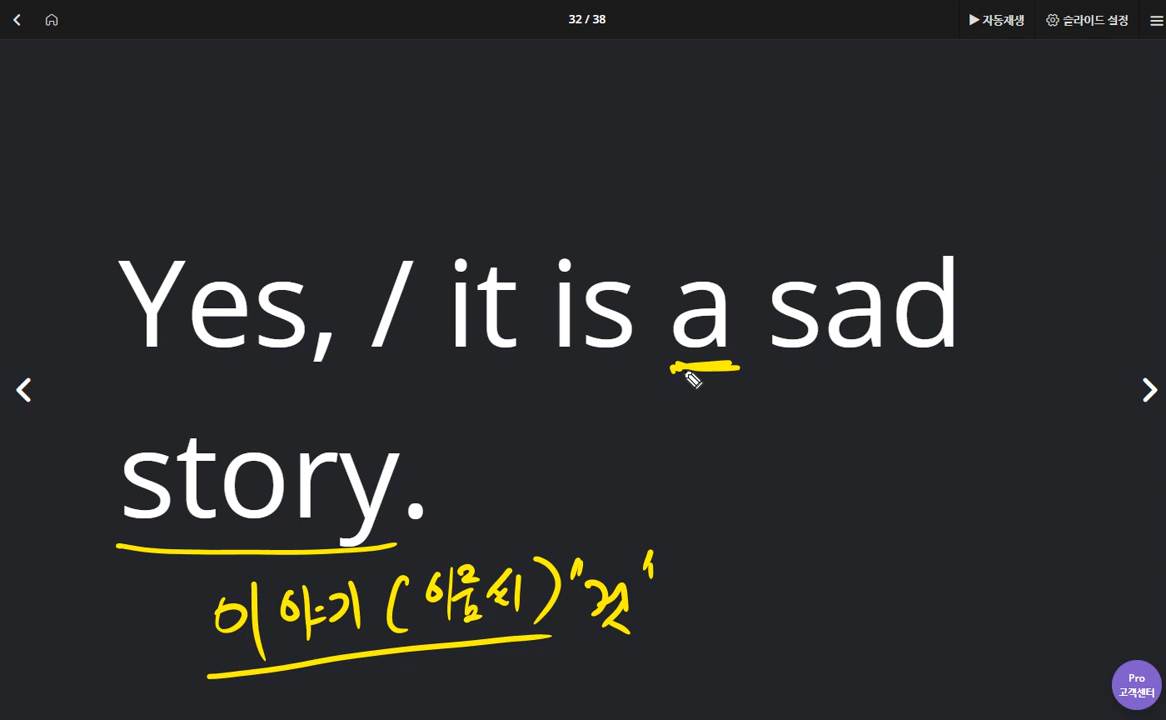 32 / 38
▶ 자동재생
슬라이드 설정
Yes, / it is a sad
story.
이야기 (이름씨) "것"
Pro
고객센터